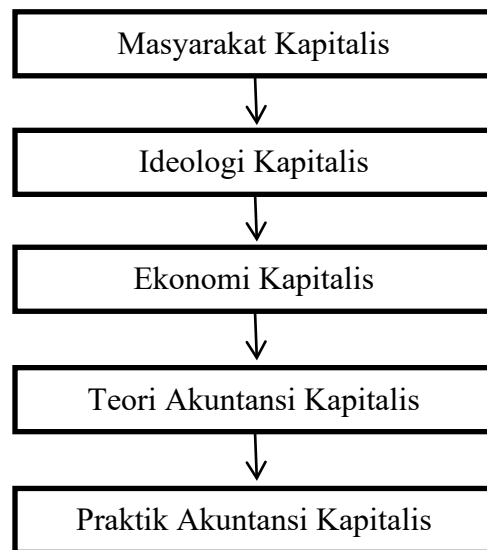 Masyarakat Kapitalis
Ideologi Kapitalis
Ekonomi Kapitalis
Teori Akuntansi Kapitalis
Praktik Akuntansi Kapitalis